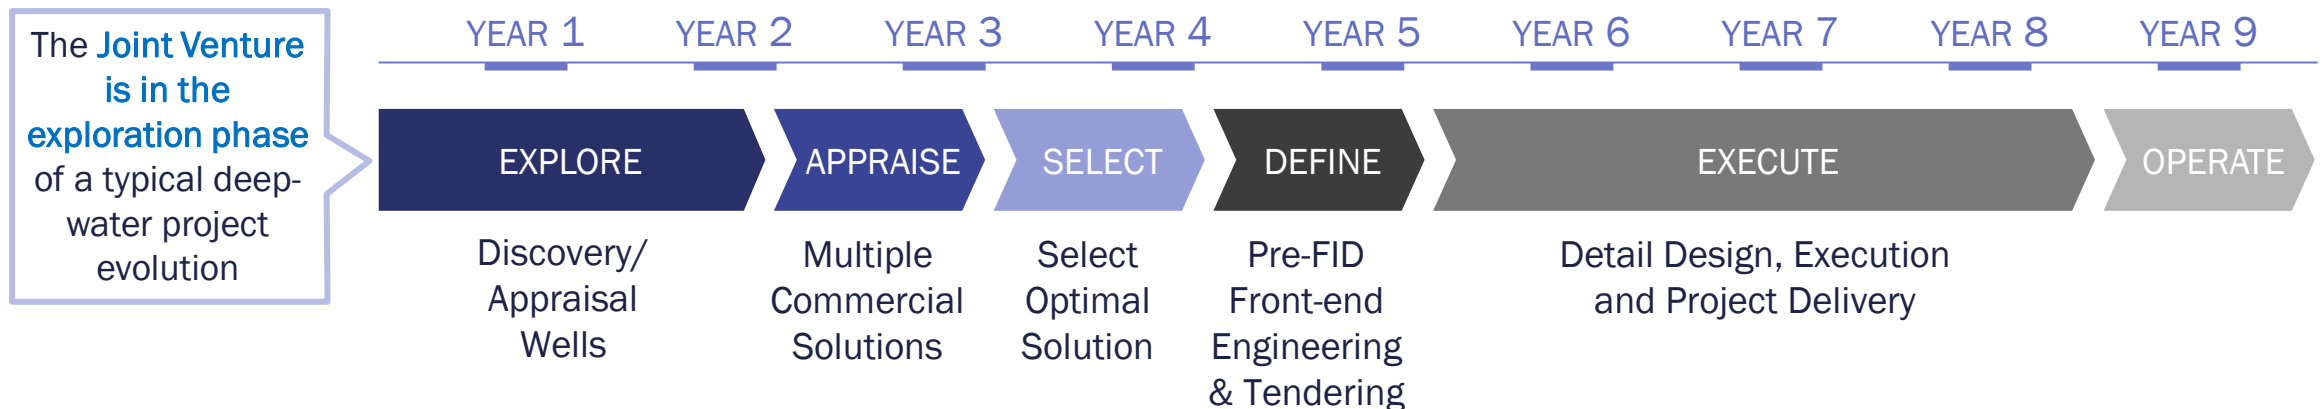 The Joint Venture
is in the
exploration phase
of a typical deep-
water project
evolution
YEAR 1 YEAR 2 YEAR 3 YEAR 4 YEAR 5 YEAR 6 YEAR 7 YEAR 8 YEAR 9
EXPLORE APPRAISE SELECT DEFINE EXECUTE OPERATE
Discovery/
Appraisal
Wells
Multiple
Commercial
Solutions
Select
Optimal
Solution
Pre-FID
Front-end
Engineering
& Tendering
Detail Design, Execution
and Project Delivery